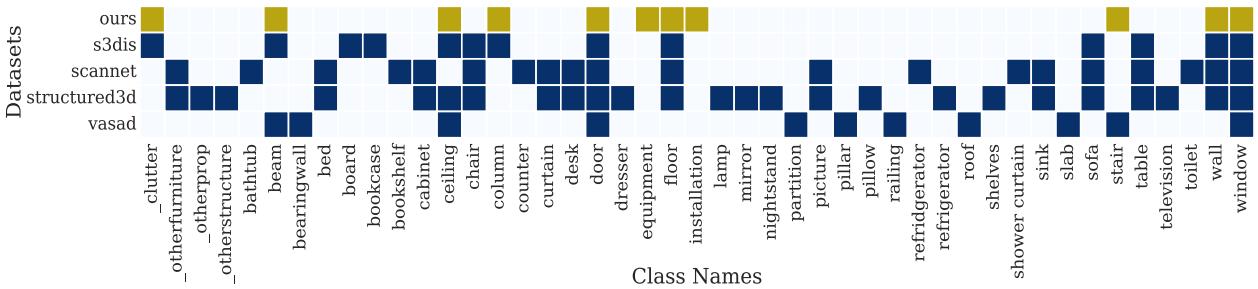 Datasets
ours
s3dis
scannet
structured3d
vasad
_clutter
_otherfurniture
_otherprop
_otherstructure
bathtub
beam
bearingwall
bed
board
bookcase
bookshelf
cabinet
ceiling
chair
column
counter
curtain
desk
door
dresser
equipment
floor
installation
lamp
mirror
nightstand
partition
picture
pillar
pillow
railing
refridgerator
refrigerator
roof
shelves
shower curtain
sink
slab
sofa
stair
table
television
toilet
wall
window
Class Names